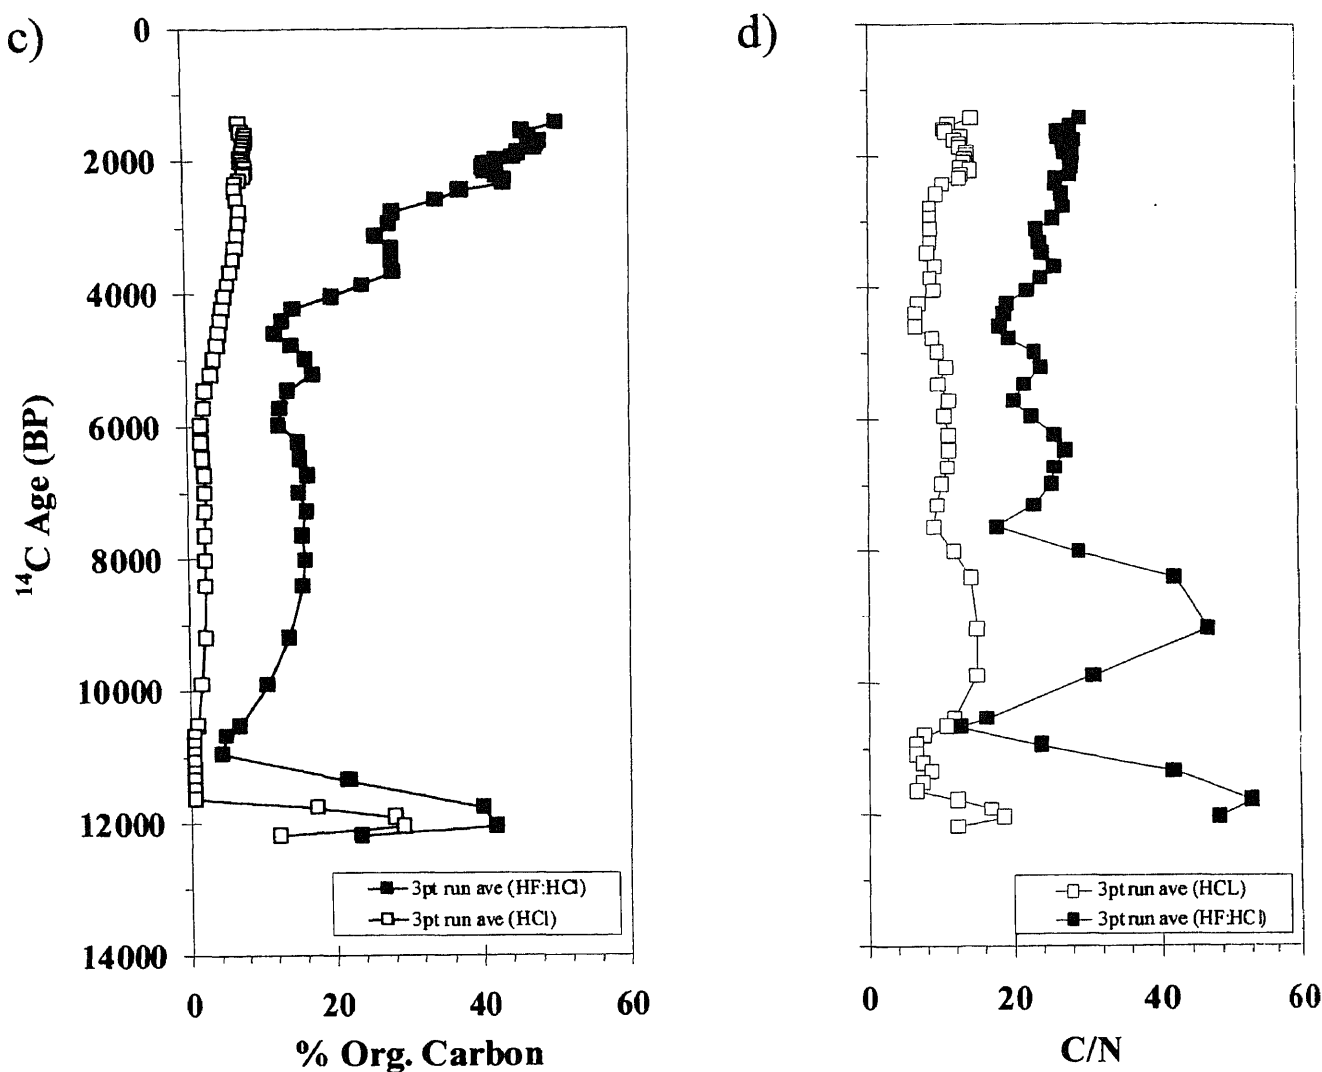 c)
0
2000
4000
6000
8000
10000
12000
14000
¹⁴C Age (BP)
3pt run ave (HF:HCl)
3pt run ave (HCl)
0 20 40 60
% Org. Carbon
d)
3pt run ave (HCL)
3pt run ave (HF:HCl)
0 20 40 60
C/N